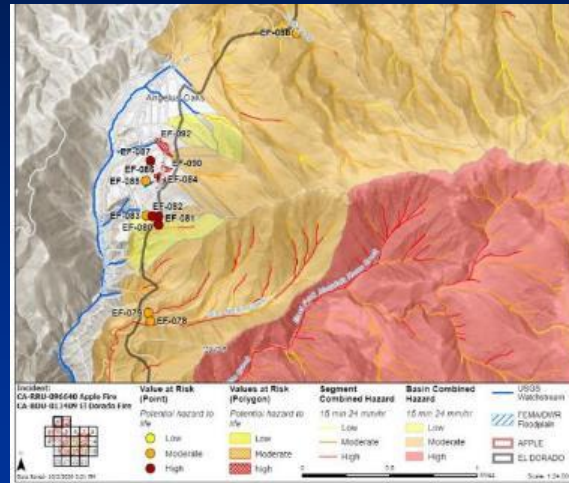 EF-098
Angelus Oaks
EF-092
EF-087
EF-090
EF-086
EF-084
EF-085
EF-082
EF-083
EF-081
EF-080
EF-079
EF-078
Incident:
CA-RRU-096640 Apple Fire
CA-BDU-013409 El Dorado Fire
Value at Risk
(Point)
Potential hazard to
life
Low
Moderate
High
Values at Risk
(Polygon)
Potential hazard to
life
Low
Moderate
High
Segment
Combined Hazard
15 min 24 mm/hr
Low
Moderate
High
Basin Combined
Hazard
15 min 24 mm/hr
Low
Moderate
High
USGS
Watchstream
FEMA/DWR
Floodplain
APPLE
EL DORADO